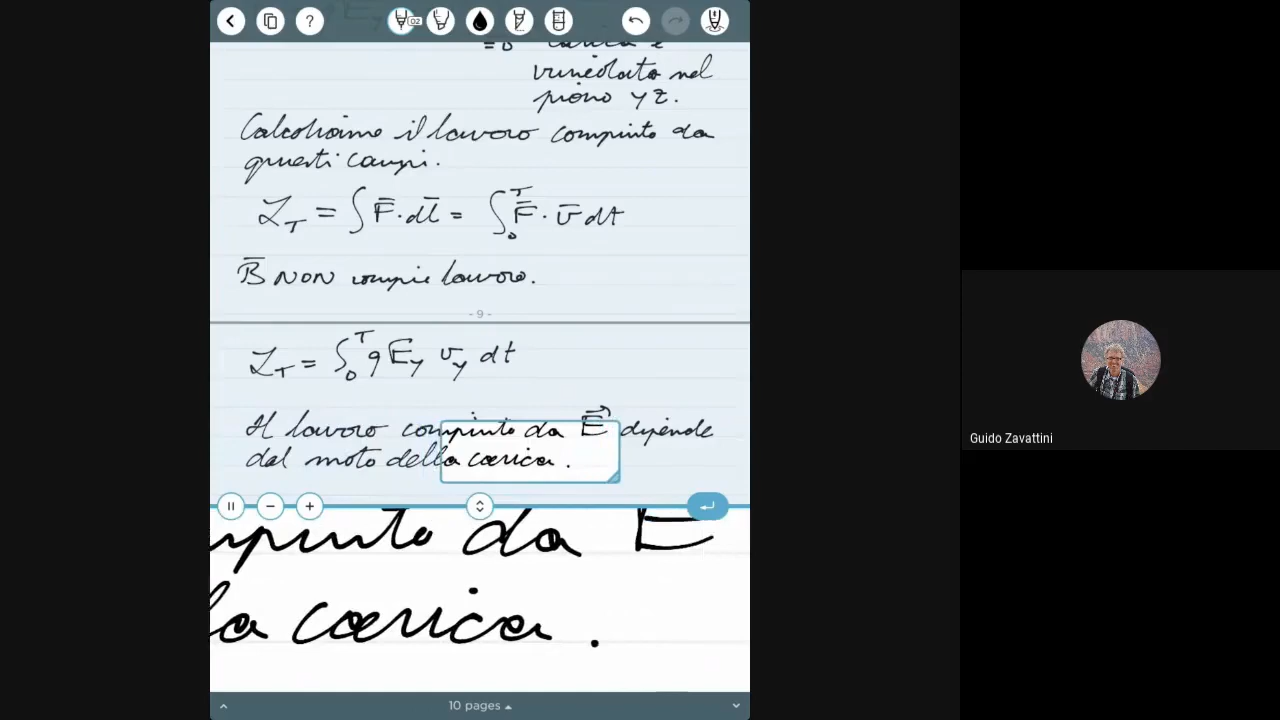 ?
02
= 0 carica è
vincolata nel
piano yz.
Calcoliamo il lavoro compiuto da
questi campi.
ℒ_T = ∫ F̄ · dl̄ = ∫₀ᵀ F̄ · v̄ dt
B̄ NON compie lavoro.
- 9 -
ℒ_T = ∫₀ᵀ q E_y v_y dt
Il lavoro compiuto da E⃗ dipende
dal moto della carica.
mpiuto da E
la carica.
10 pages
Guido Zavattini